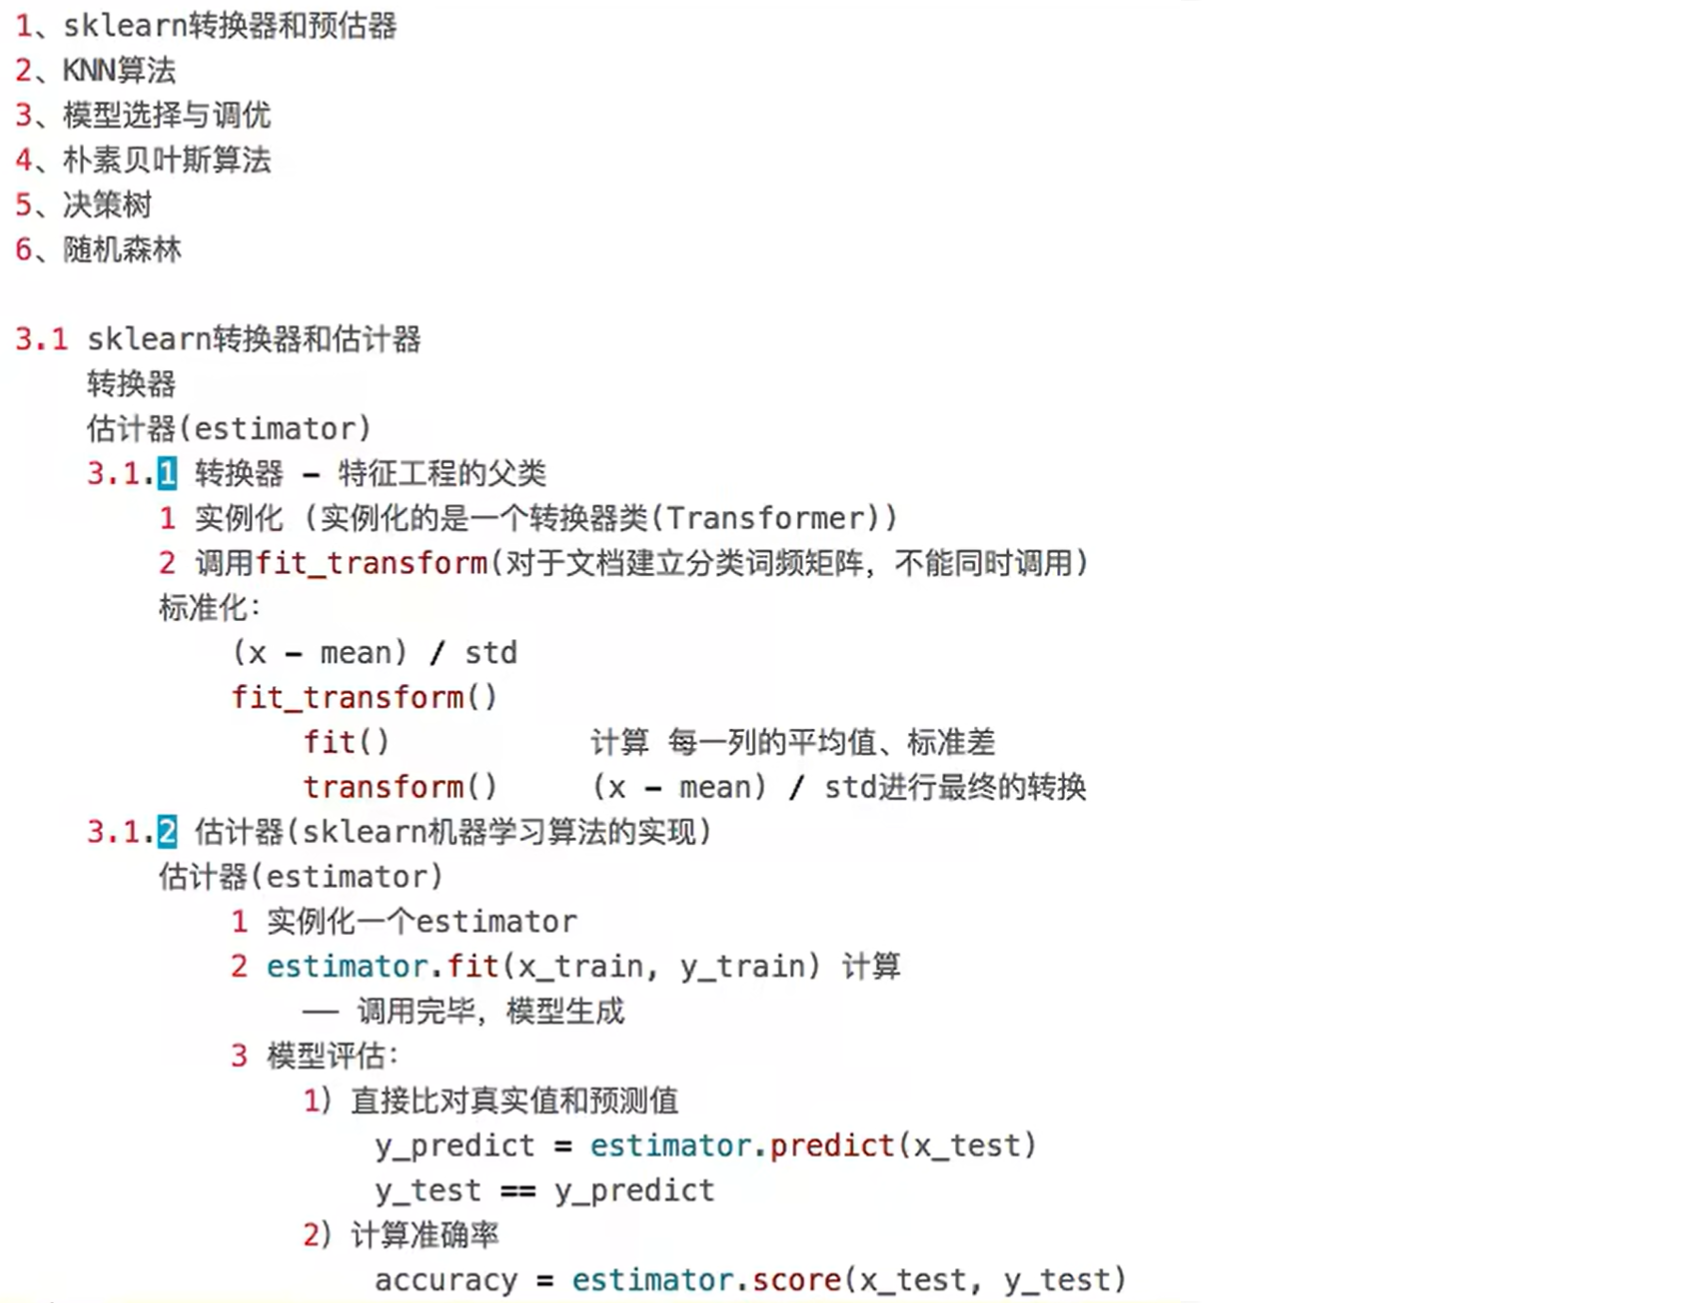 1、sklearn转换器和预估器
2、KNN算法
3、模型选择与调优
4、朴素贝叶斯算法
5、决策树
6、随机森林
3.1 sklearn转换器和估计器
转换器
估计器(estimator)
3.1.1 转换器 - 特征工程的父类
1 实例化 (实例化的是一个转换器类(Transformer))
2 调用fit_transform(对于文档建立分类词频矩阵，不能同时调用)
标准化：
(x - mean) / std
fit_transform()
fit() 计算 每一列的平均值、标准差
transform() (x - mean) / std进行最终的转换
3.1.2 估计器(sklearn机器学习算法的实现)
估计器(estimator)
1 实例化一个estimator
2 estimator.fit(x_train, y_train) 计算
—— 调用完毕，模型生成
3 模型评估：
1）直接比对真实值和预测值
y_predict = estimator.predict(x_test)
y_test == y_predict
2）计算准确率
accuracy = estimator.score(x_test, y_test)